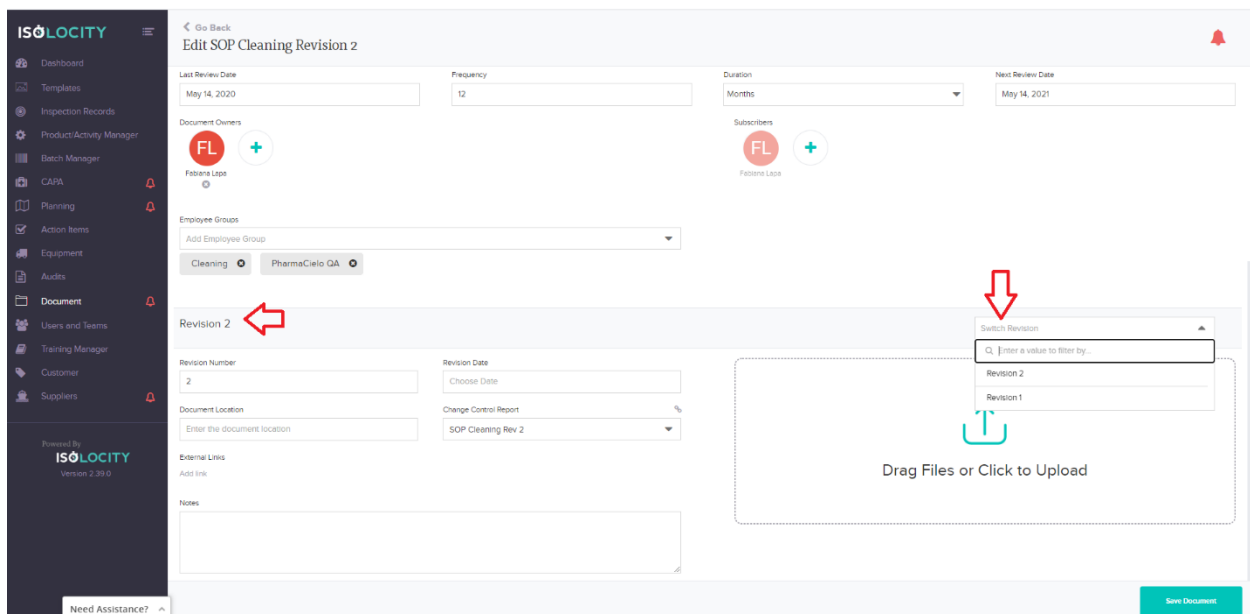 ISOLOCITY
Dashboard
Templates
Inspection Records
Product/Activity Manager
Batch Manager
CAPA
Planning
Action Items
Equipment
Audits
Document
Users and Teams
Training Manager
Customer
Suppliers
Powered By
ISOLOCITY
Version 2.39.0
Need Assistance?
Go Back
Edit SOP Cleaning Revision 2
Last Review Date Frequency Duration Next Review Date
May 14, 2020 12 Months May 14, 2021
Document Owners Subscribers
FL FL
Fabiana Lapa Fabiana Lapa
Employee Groups
Add Employee Group
Cleaning PharmaCielo QA
Revision 2
Switch Revision
Enter a value to filter by...
Revision 2
Revision 1
Revision Number Revision Date
2 Choose Date
Document Location Change Control Report
Enter the document location SOP Cleaning Rev 2
External Links
Add link
Notes
Drag Files or Click to Upload
Save Document